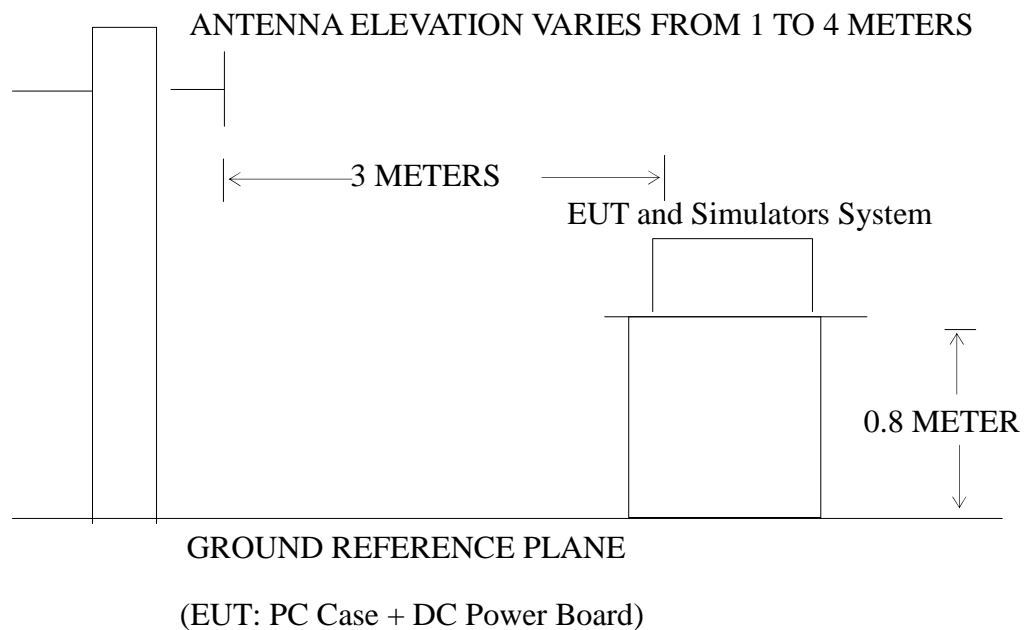 ANTENNA ELEVATION VARIES FROM 1 TO 4 METERS
3 METERS
EUT and Simulators System
0.8 METER
GROUND REFERENCE PLANE
(EUT: PC Case + DC Power Board)